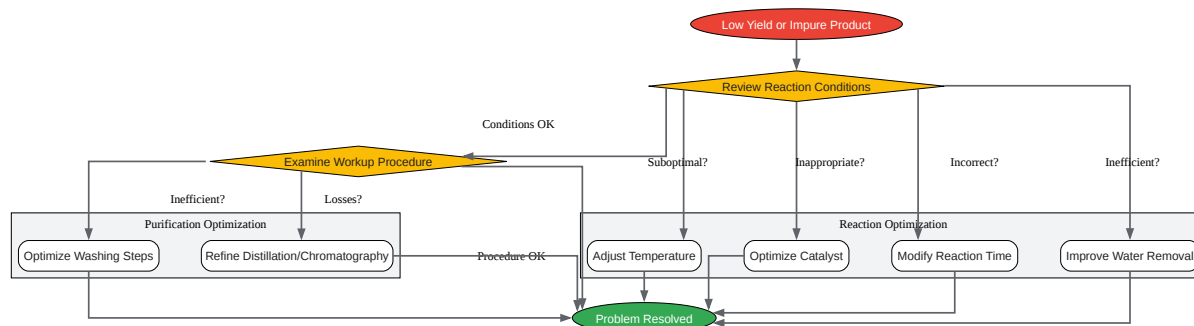 Low Yield or Impure Product
Review Reaction Conditions
Conditions OK
Examine Workup Procedure
Suboptimal?
Inappropriate?
Incorrect?
Inefficient?
Inefficient?
Losses?
Purification Optimization
Reaction Optimization
Optimize Washing Steps
Refine Distillation/Chromatography
Procedure OK
Adjust Temperature
Optimize Catalyst
Modify Reaction Time
Improve Water Removal
Problem Resolved